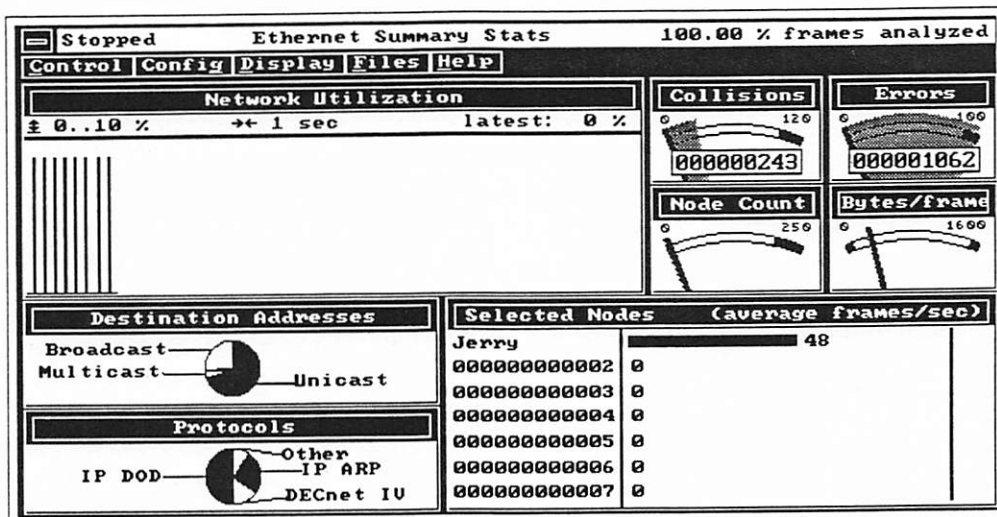 Stopped Ethernet Summary Stats 100.00 % frames analyzed
Control Config Display Files Help
Network Utilization
± 0..10 % →← 1 sec latest: 0 %
Collisions
0 120
000000243
Errors
0 100
000001062
Node Count
0 250
Bytes/frame
0 1600
Destination Addresses
Broadcast
Multicast
Unicast
Protocols
Other
IP DOD
IP ARP
DECnet IV
Selected Nodes (average frames/sec)
Jerry 48
000000000002 0
000000000003 0
000000000004 0
000000000005 0
000000000006 0
000000000007 0